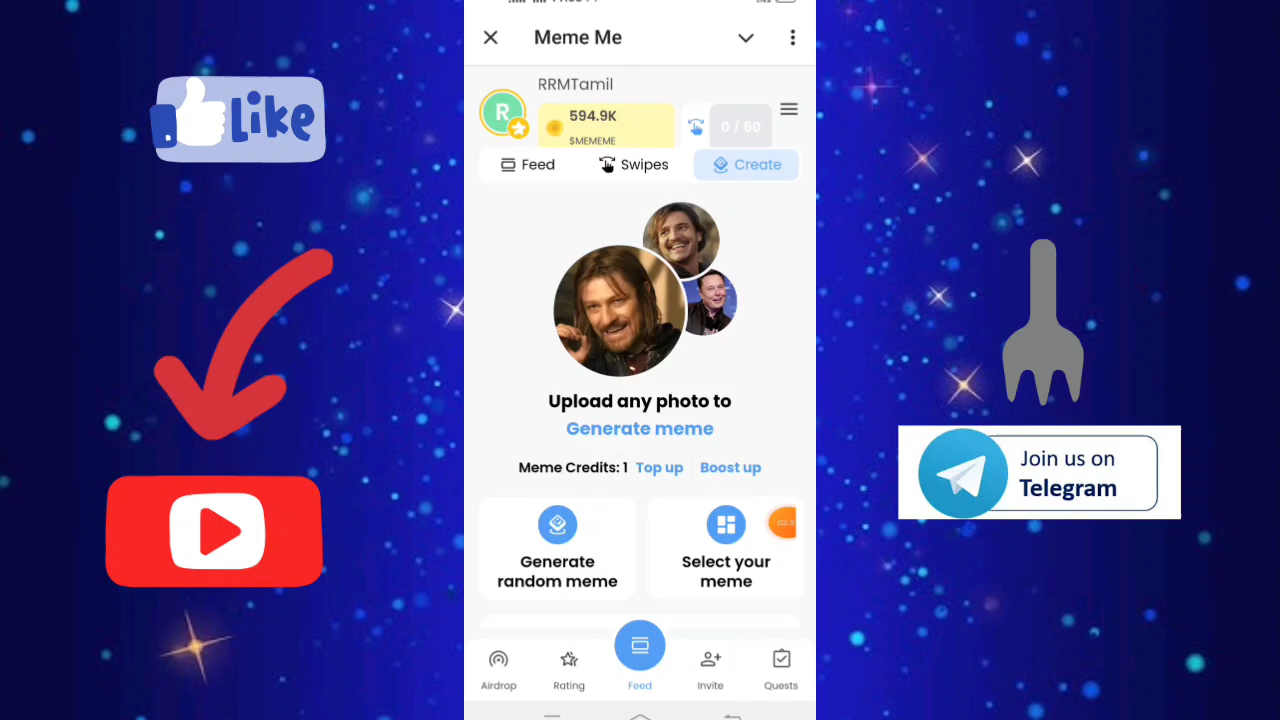 Like
Meme Me
RRMTamil
R
594.9K
$MEMEME
0 / 60
Feed
Swipes
Create
Upload any photo to
Generate meme
Meme Credits: 1 Top up Boost up
Generate
random meme
Select your
meme
Airdrop
Rating
Feed
Invite
Quests
Join us on
Telegram